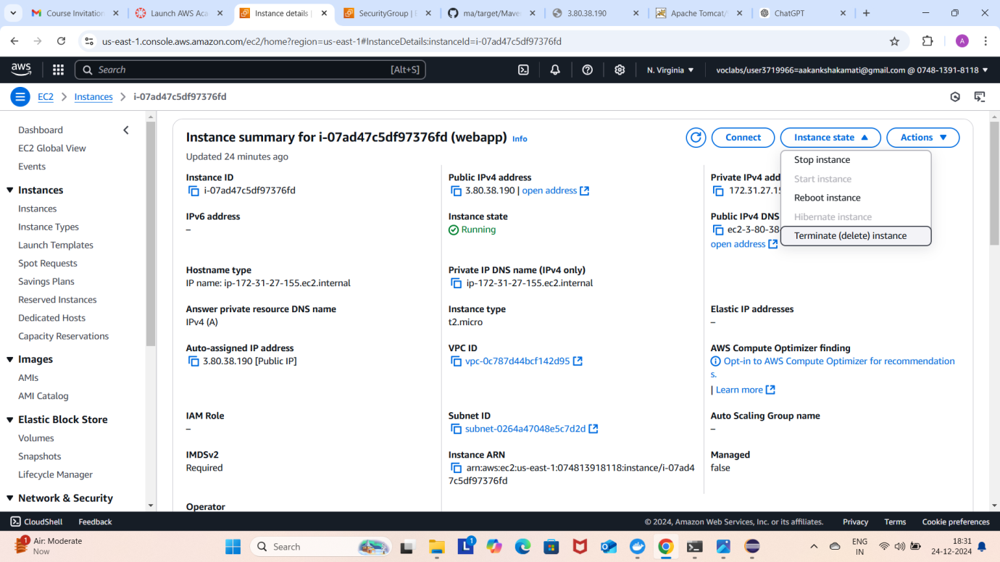 Course Invitation
Launch AWS Aca
Instance details |
SecurityGroup | E
ma/target/Mave
3.80.38.190
Apache Tomcat/
ChatGPT
us-east-1.console.aws.amazon.com/ec2/home?region=us-east-1#InstanceDetails:instanceId=i-07ad47c5df97376fd
A
aws
Search
[Alt+S]
N. Virginia
voclabs/user3719966=aakankshakamati@gmail.com @ 0748-1391-8118
EC2
Instances
i-07ad47c5df97376fd
Dashboard
EC2 Global View
Events
Instances
Instances
Instance Types
Launch Templates
Spot Requests
Savings Plans
Reserved Instances
Dedicated Hosts
Capacity Reservations
Images
AMIs
AMI Catalog
Elastic Block Store
Volumes
Snapshots
Lifecycle Manager
Network & Security
Instance summary for i-07ad47c5df97376fd (webapp) Info
Updated 24 minutes ago
Connect
Instance state
Actions
Stop instance
Start instance
Reboot instance
Hibernate instance
Terminate (delete) instance
Instance ID
i-07ad47c5df97376fd
Public IPv4 address
3.80.38.190 | open address
Private IPv4 add
172.31.27.15
IPv6 address
–
Instance state
Running
Public IPv4 DNS
ec2-3-80-38-
open address
Hostname type
IP name: ip-172-31-27-155.ec2.internal
Private IP DNS name (IPv4 only)
ip-172-31-27-155.ec2.internal
Answer private resource DNS name
IPv4 (A)
Instance type
t2.micro
Elastic IP addresses
–
Auto-assigned IP address
3.80.38.190 [Public IP]
VPC ID
vpc-0c787d44bcf142d95
AWS Compute Optimizer finding
Opt-in to AWS Compute Optimizer for recommendation
s.
| Learn more
IAM Role
–
Subnet ID
subnet-0264a47048e5c7d2d
Auto Scaling Group name
–
IMDSv2
Required
Instance ARN
arn:aws:ec2:us-east-1:074813918118:instance/i-07ad4
7c5df97376fd
Managed
false
Operator
CloudShell
Feedback
© 2024, Amazon Web Services, Inc. or its affiliates.
Privacy
Terms
Cookie preferences
1
Air: Moderate
Now
Search
L
1
ENG
IN
18:31
24-12-2024